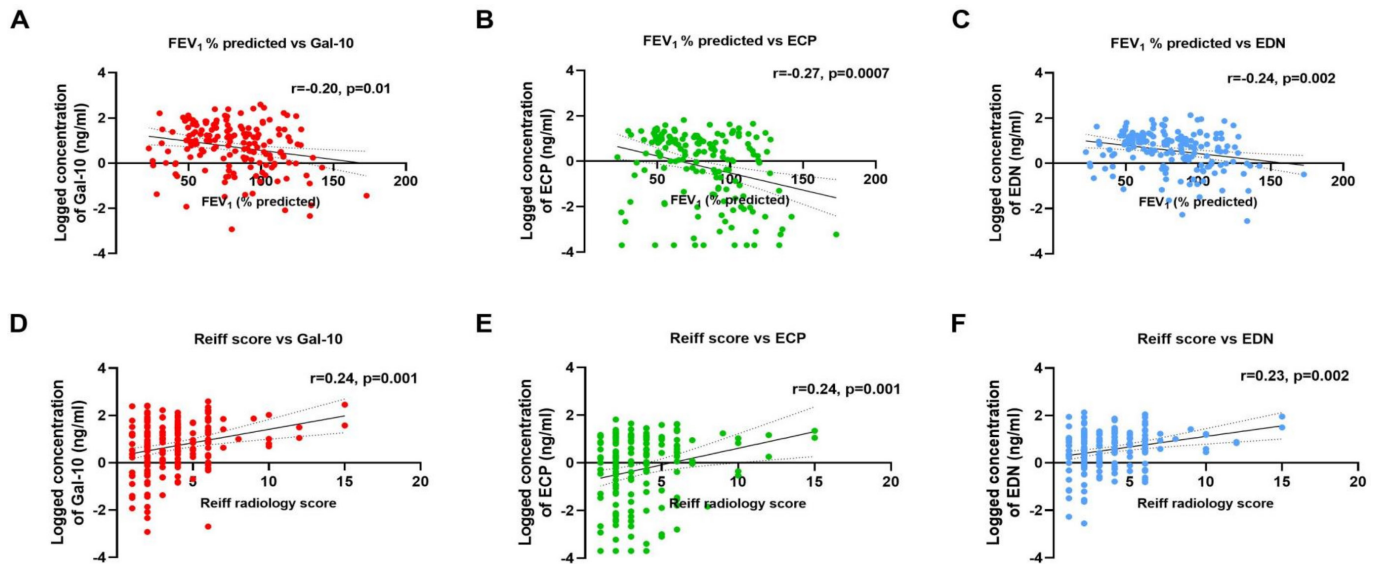 A
FEV₁ % predicted vs Gal-10
r=-0.20, p=0.01
Logged concentration
of Gal-10 (ng/ml)
4
2
0
-2
-4
50
100
150
200
FEV₁ (% predicted)
B
FEV₁ % predicted vs ECP
r=-0.27, p=0.0007
Logged concentration
of ECP (ng/ml)
4
2
0
-2
-4
50
100
150
200
FEV₁ (% predicted)
C
FEV₁ % predicted vs EDN
r=-0.24, p=0.002
Logged concentration
of EDN (ng/ml)
4
2
0
-2
-4
50
100
150
200
FEV₁ (% predicted)
D
Reiff score vs Gal-10
r=0.24, p=0.001
Logged concentration
of Gal-10 (ng/ml)
4
2
0
-2
-4
5
10
15
20
Reiff radiology score
E
Reiff score vs ECP
r=0.24, p=0.001
Logged concentration
of ECP (ng/ml)
4
2
0
-2
-4
5
10
15
20
Reiff radiology score
F
Reiff score vs EDN
r=0.23, p=0.002
Logged concentration
of EDN (ng/ml)
4
2
0
-2
-4
5
10
15
20
Reiff radiology score